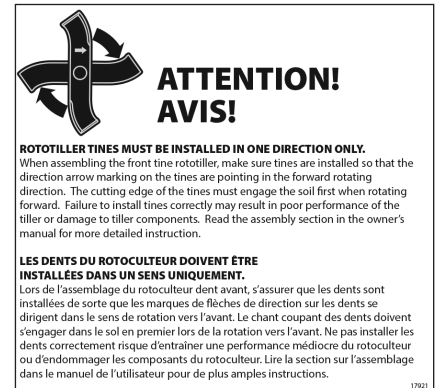 ATTENTION!
AVIS!
ROTOTILLER TINES MUST BE INSTALLED IN ONE DIRECTION ONLY.
When assembling the front tine rototiller, make sure tines are installed so that the
direction arrow marking on the tines are pointing in the forward rotating
direction. The cutting edge of the tines must engage the soil first when rotating
forward. Failure to install tines correctly may result in poor performance of the
tiller or damage to tiller components. Read the assembly section in the owner's
manual for more detailed instruction.
LES DENTS DU ROTOCULTEUR DOIVENT ÊTRE
INSTALLÉES DANS UN SENS UNIQUEMENT.
Lors de l'assemblage du rotoculteur dent avant, s'assurer que les dents sont
installées de sorte que les marques de flèches de direction sur les dents se
dirigent dans le sens de rotation vers l'avant. Le chant coupant des dents doivent
s'engager dans le sol en premier lors de la rotation vers l'avant. Ne pas installer les
dents correctement risque d'entraîner une performance médiocre du rotoculteur
ou d'endommager les composants du rotoculteur. Lire la section sur l'assemblage
dans le manuel de l'utilisateur pour de plus amples instructions.
17921